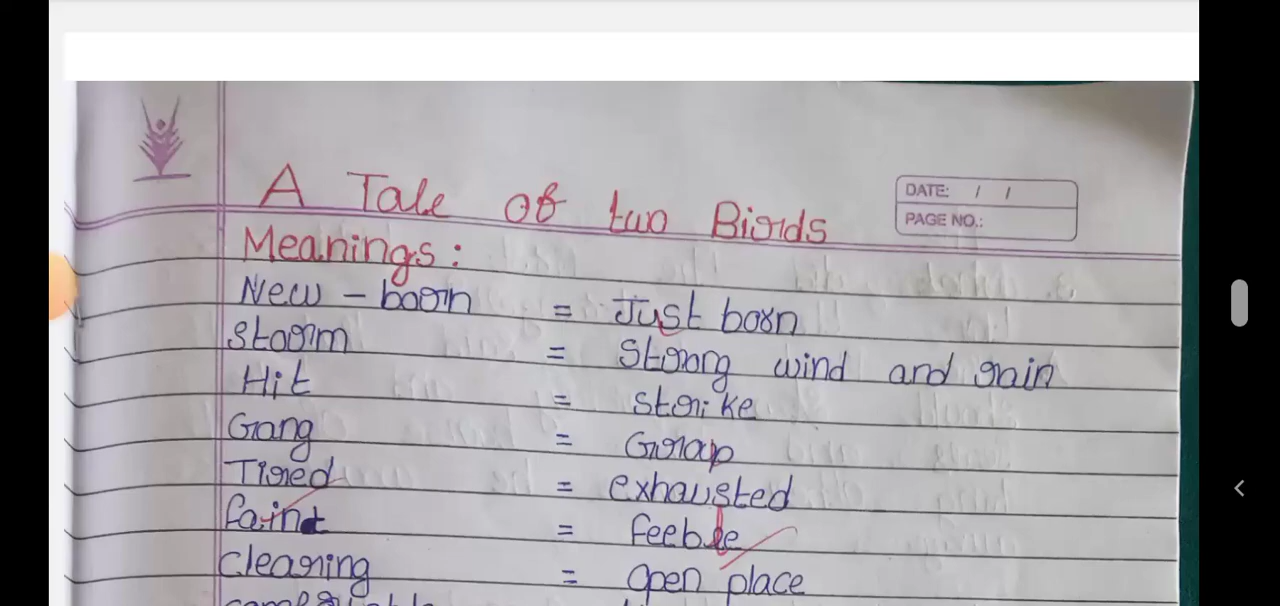 A Tale of two Birds
DATE: / /
PAGE NO.:
Meanings:
New - born = Just born
Storm = Strong wind and rain
Hit = Strike
Gang = Group
Tired = exhausted
faint = feeble
Clearing = open place